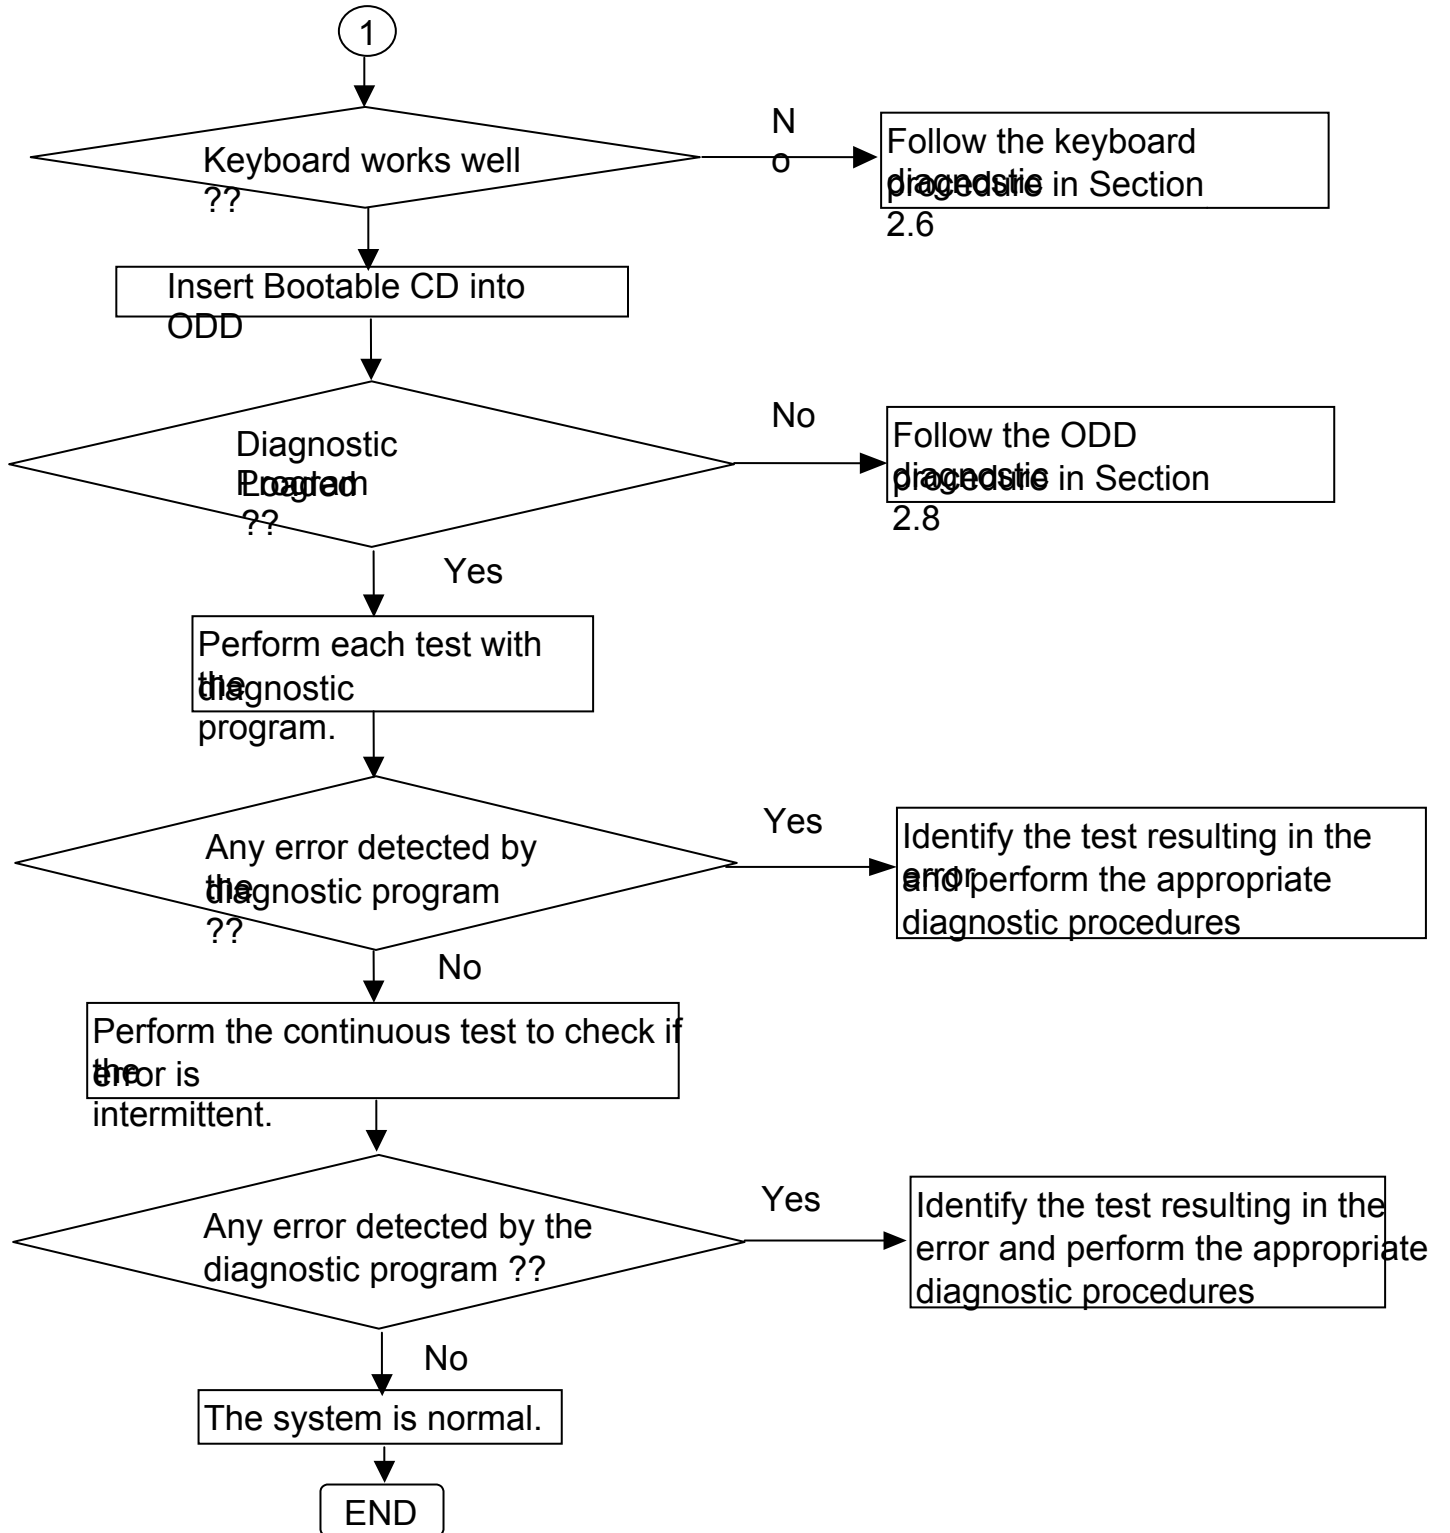 1
Keyboard works well
??
No
Follow the keyboard
diagnostic
procedure in Section
2.6
Insert Bootable CD into
ODD
Diagnostic
Program
Loaded
??
No
Follow the ODD
diagnostic
procedure in Section
2.8
Yes
Perform each test with
the
diagnostic
program.
Any error detected by
the
diagnostic program
??
Yes
Identify the test resulting in the
error
and perform the appropriate
diagnostic procedures
No
Perform the continuous test to check if
the
error is
intermittent.
Any error detected by the
diagnostic program ??
Yes
Identify the test resulting in the
error and perform the appropriate
diagnostic procedures
No
The system is normal.
END